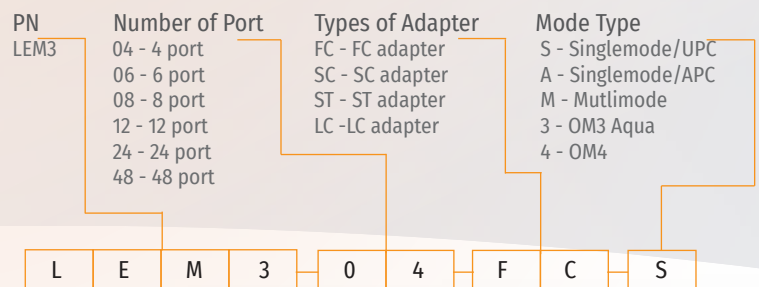 PN
LEM3
Number of Port
04 - 4 port
06 - 6 port
08 - 8 port
12 - 12 port
24 - 24 port
48 - 48 port
Types of Adapter
FC - FC adapter
SC - SC adapter
ST - ST adapter
LC -LC adapter
Mode Type
S - Singlemode/UPC
A - Singlemode/APC
M - Mutlimode
3 - OM3 Aqua
4 - OM4
L E M 3 - 0 4 - F C - S